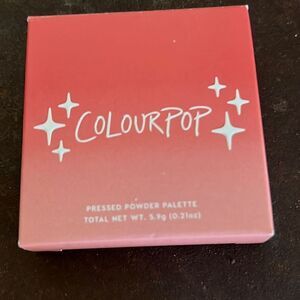 COLOURPOP
PRESSED POWDER PALETTE
TOTAL NET WT. 5.9g (0.21oz)